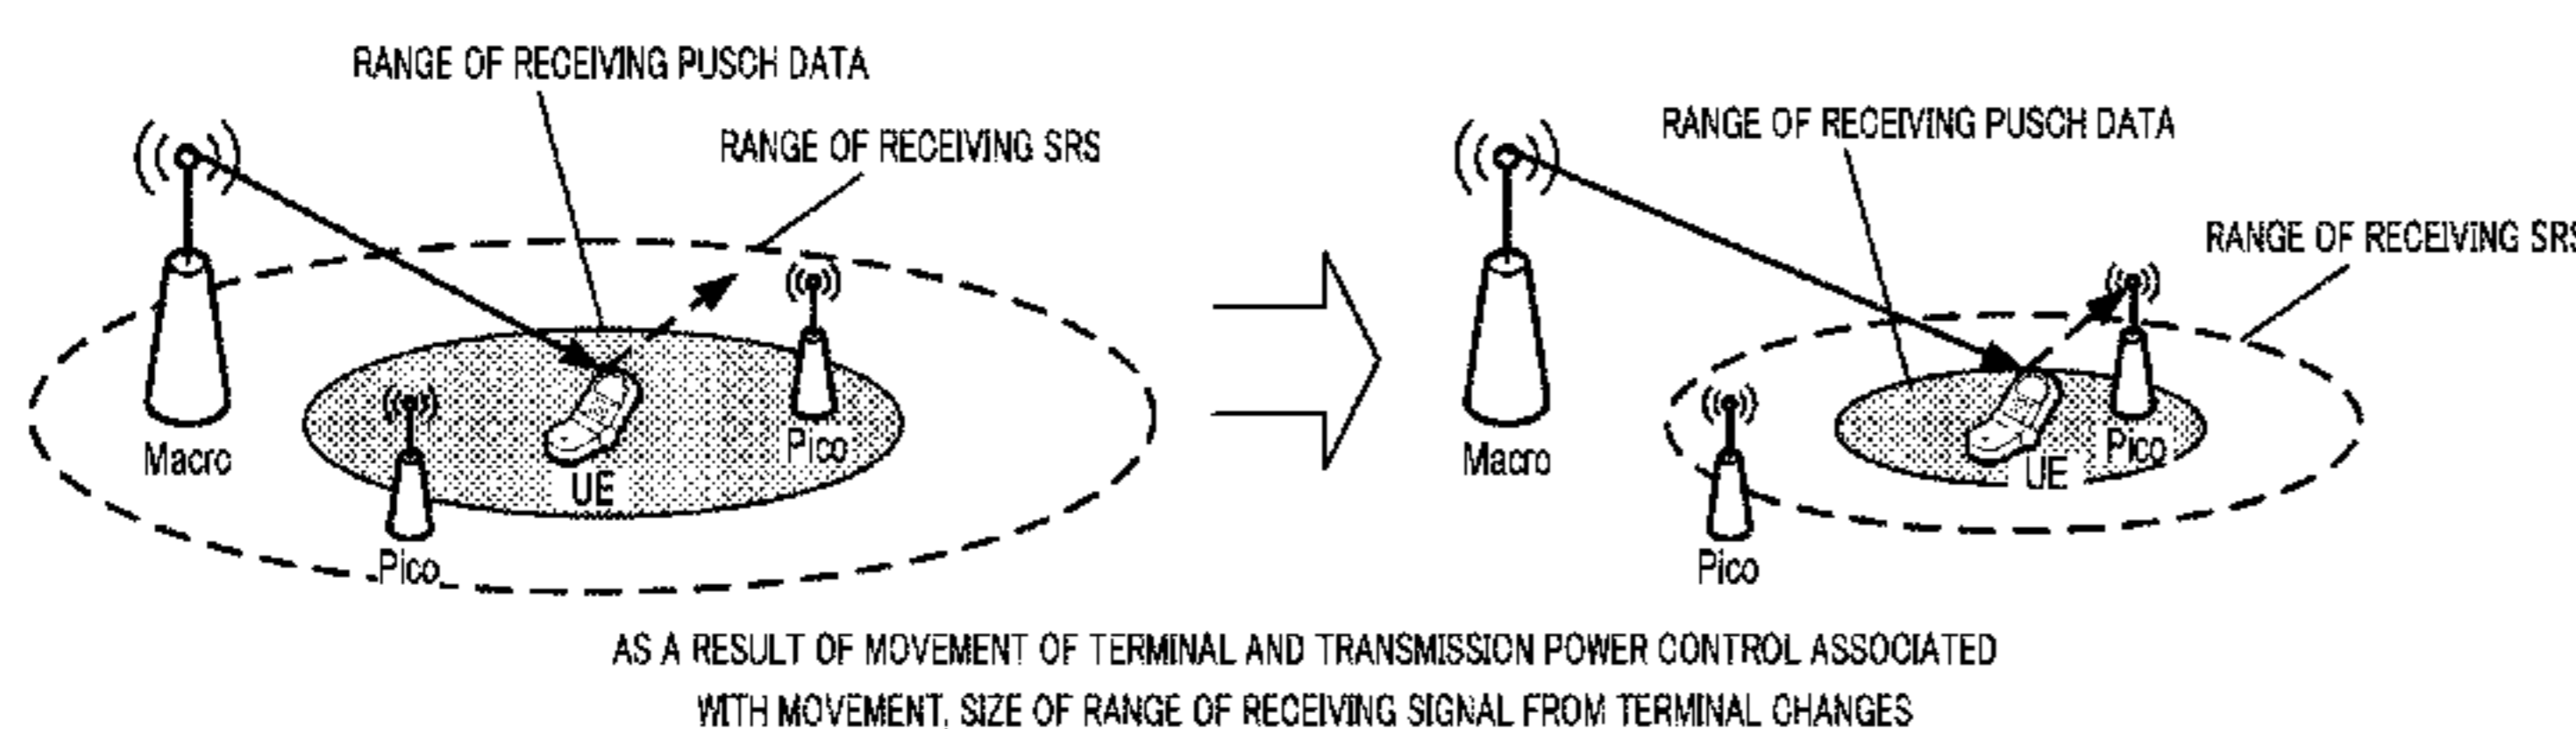 RANGE OF RECEIVING PUSCH DATA
RANGE OF RECEIVING SRS
Macro
Pico
UE
Pico
RANGE OF RECEIVING PUSCH DATA
RANGE OF RECEIVING SRS
Macro
Pico
UE
Pico
AS A RESULT OF MOVEMENT OF TERMINAL AND TRANSMISSION POWER CONTROL ASSOCIATED
WITH MOVEMENT, SIZE OF RANGE OF RECEIVING SIGNAL FROM TERMINAL CHANGES